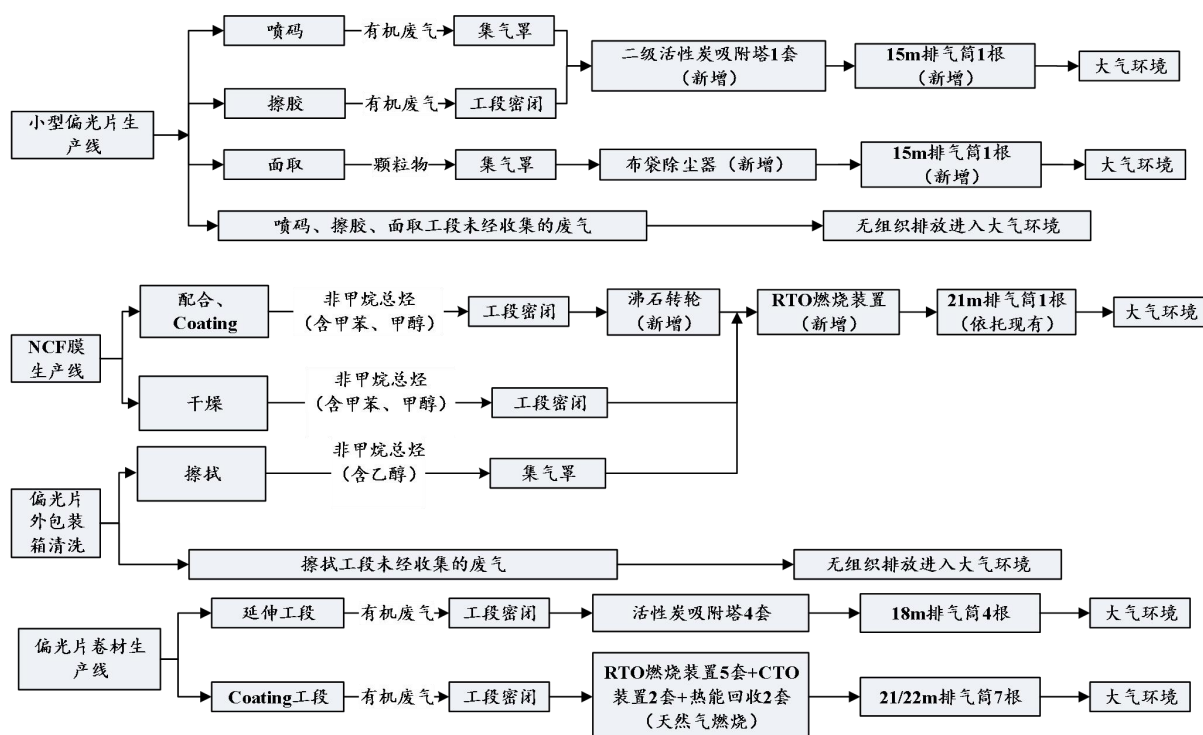 喷码
有机废气
集气罩
二级活性炭吸附塔1套
（新增）
15m排气筒1根
（新增）
大气环境
擦胶
有机废气
工段密闭
小型偏光片生
产线
面取
颗粒物
集气罩
布袋除尘器（新增）
15m排气筒1根
（新增）
大气环境
喷码、擦胶、面取工段未经收集的废气
无组织排放进入大气环境
配合、
Coating
非甲烷总烃
（含甲苯、甲醇）
工段密闭
沸石转轮
（新增）
RTO燃烧装置
（新增）
21m排气筒1根
（依托现有）
大气环境
NCF膜
生产线
干燥
非甲烷总烃
（含甲苯、甲醇）
工段密闭
擦拭
非甲烷总烃
（含乙醇）
集气罩
偏光片
外包装
箱清洗
擦拭工段未经收集的废气
无组织排放进入大气环境
延伸工段
有机废气
工段密闭
活性炭吸附塔4套
18m排气筒4根
大气环境
偏光片卷材生
产线
Coating工段
有机废气
工段密闭
RTO燃烧装置5套+CTO
装置2套+热能回收2套
（天然气燃烧）
21/22m排气筒7根
大气环境